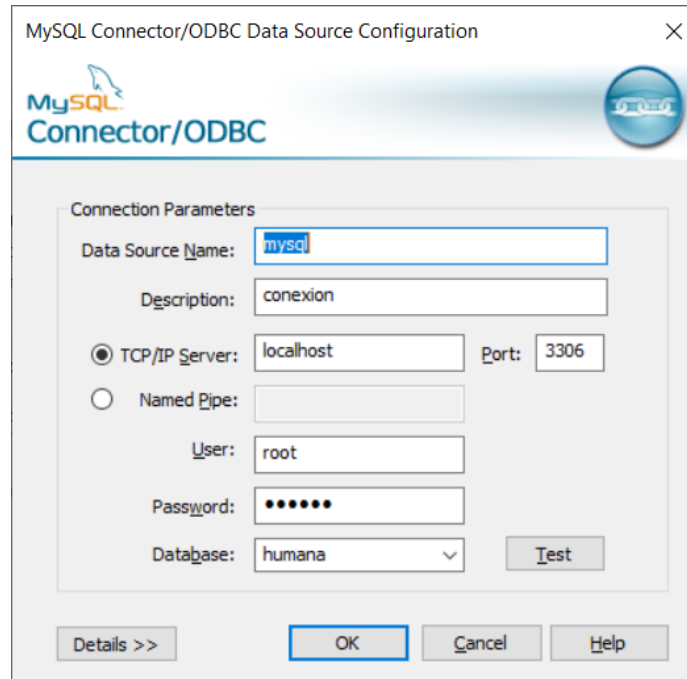 MySQL Connector/ODBC Data Source Configuration
MySQL
Connector/ODBC
Connection Parameters
Data Source Name: mysql
Description: conexion
TCP/IP Server: localhost Port: 3306
Named Pipe:
User: root
Password: ••••••
Database: humana Test
Details >> OK Cancel Help